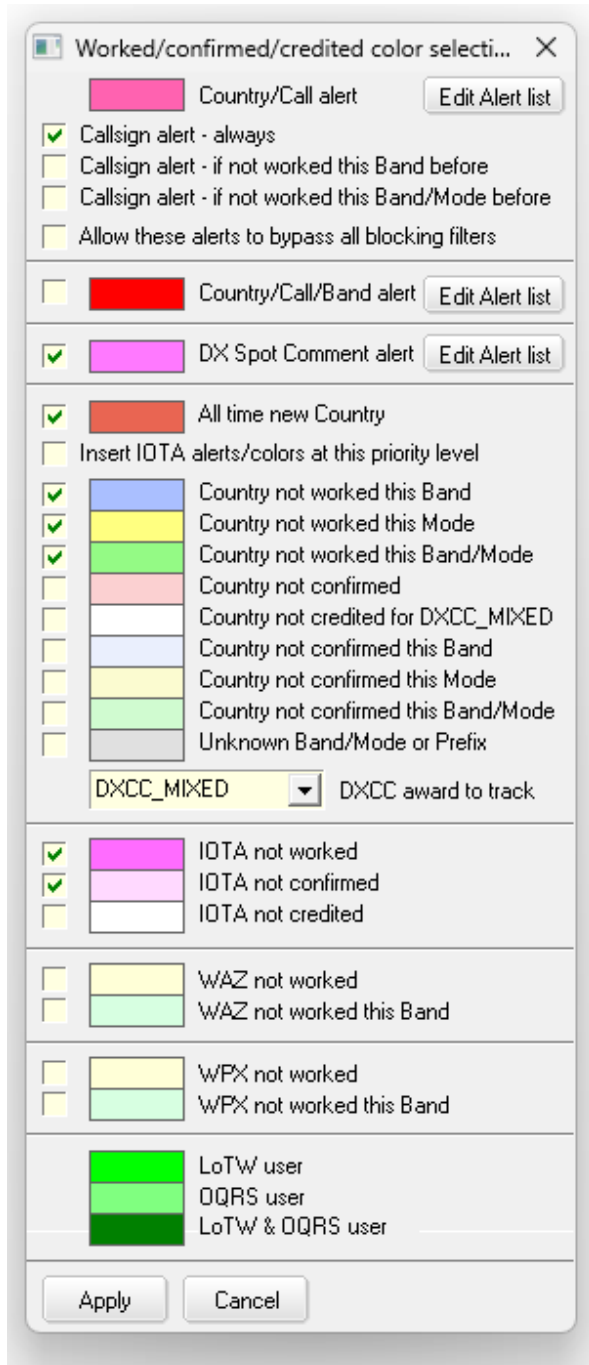 Worked/confirmed/credited color selecti...
Country/Call alert Edit Alert list
Callsign alert - always
Callsign alert - if not worked this Band before
Callsign alert - if not worked this Band/Mode before
Allow these alerts to bypass all blocking filters
Country/Call/Band alert Edit Alert list
DX Spot Comment alert Edit Alert list
All time new Country
Insert IOTA alerts/colors at this priority level
Country not worked this Band
Country not worked this Mode
Country not worked this Band/Mode
Country not confirmed
Country not credited for DXCC_MIXED
Country not confirmed this Band
Country not confirmed this Mode
Country not confirmed this Band/Mode
Unknown Band/Mode or Prefix
DXCC_MIXED DXCC award to track
IOTA not worked
IOTA not confirmed
IOTA not credited
WAZ not worked
WAZ not worked this Band
WPX not worked
WPX not worked this Band
LoTW user
OQRS user
LoTW & OQRS user
Apply Cancel